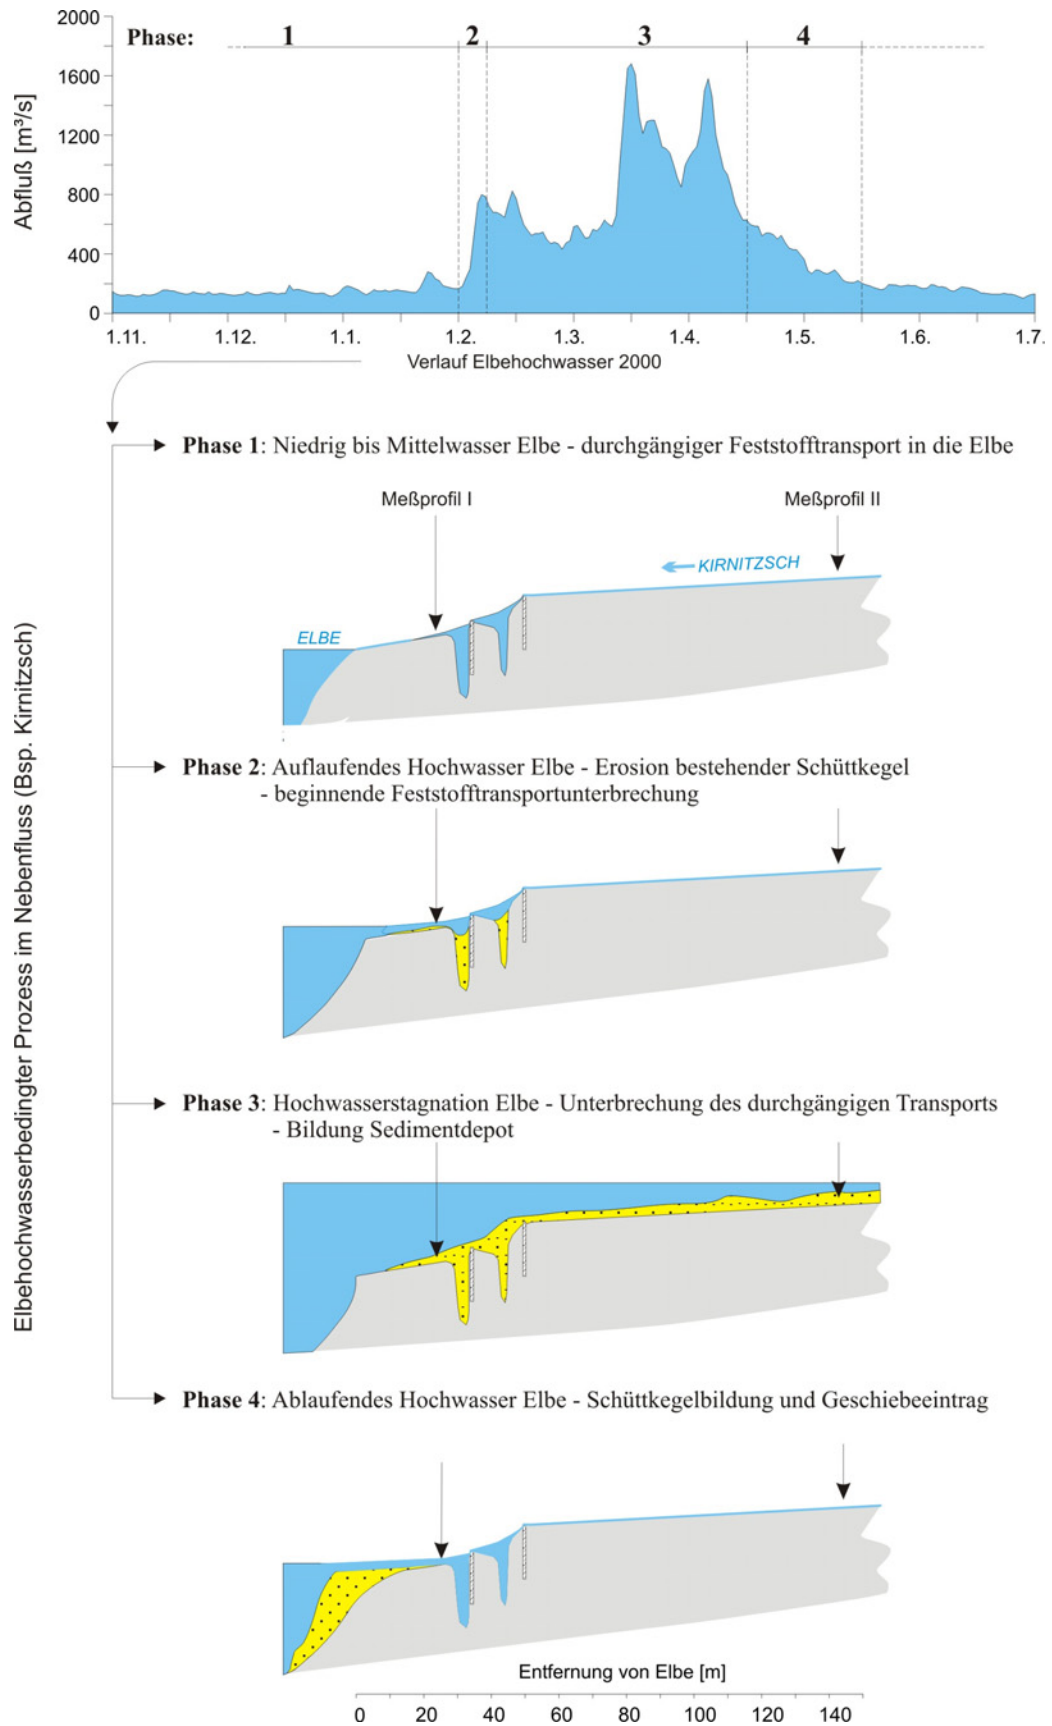 2000
1600
1200
800
400
0
Abfluß [m³/s]
Phase: 1 2 3 4
1.11. 1.12. 1.1. 1.2. 1.3. 1.4. 1.5. 1.6. 1.7.
Verlauf Elbehochwasser 2000
Elbehochwasserbedingter Prozess im Nebenfluss (Bsp. Kirnitzsch)
Phase 1: Niedrig bis Mittelwasser Elbe - durchgängiger Feststofftransport in die Elbe
Meßprofil I Meßprofil II
KIRNITZSCH
ELBE
Phase 2: Auflaufendes Hochwasser Elbe - Erosion bestehender Schüttkegel
- beginnende Feststofftransportunterbrechung
Phase 3: Hochwasserstagnation Elbe - Unterbrechung des durchgängigen Transports
- Bildung Sedimentdepot
Phase 4: Ablaufendes Hochwasser Elbe - Schüttkegelbildung und Geschiebeeintrag
Entfernung von Elbe [m]
0 20 40 60 80 100 120 140